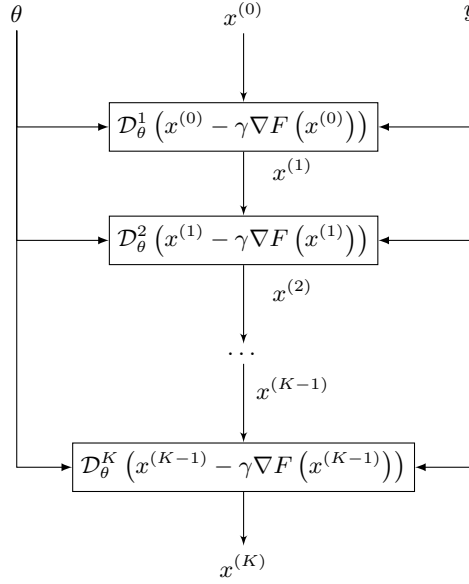 θ x^{(0)} y
𝒟_θ^1 (x^{(0)} − γ∇F (x^{(0)}))
x^{(1)}
𝒟_θ^2 (x^{(1)} − γ∇F (x^{(1)}))
x^{(2)}
...
x^{(K−1)}
𝒟_θ^K (x^{(K−1)} − γ∇F (x^{(K−1)}))
x^{(K)}